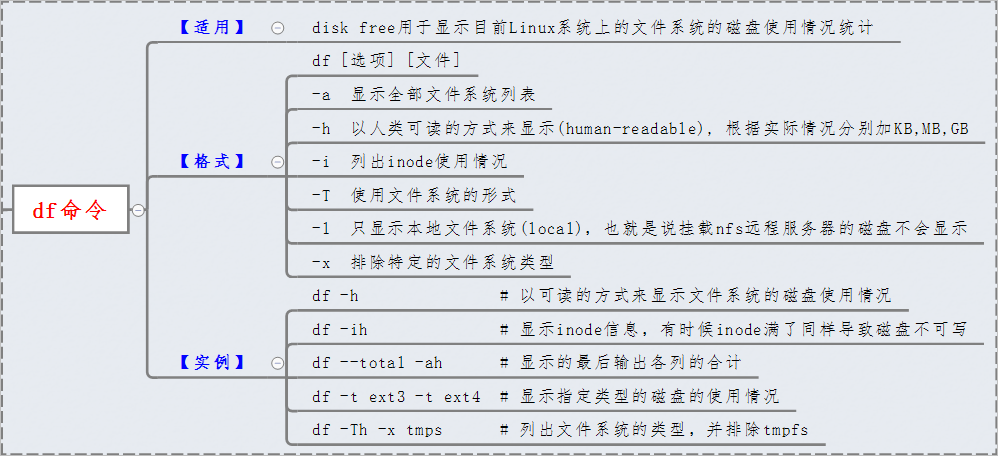 df命令
【适用】
disk free用于显示目前Linux系统上的文件系统的磁盘使用情况统计
【格式】
df [选项] [文件]
-a 显示全部文件系统列表
-h 以人类可读的方式来显示(human-readable), 根据实际情况分别加KB,MB,GB
-i 列出inode使用情况
-T 使用文件系统的形式
-l 只显示本地文件系统(local), 也就是说挂载nfs远程服务器的磁盘不会显示
-x 排除特定的文件系统类型
【实例】
df -h # 以可读的方式来显示文件系统的磁盘使用情况
df -ih # 显示inode信息, 有时候inode满了同样导致磁盘不可写
df --total -ah # 显示的最后输出各列的合计
df -t ext3 -t ext4 # 显示指定类型的磁盘的使用情况
df -Th -x tmps # 列出文件系统的类型, 并排除tmpfs